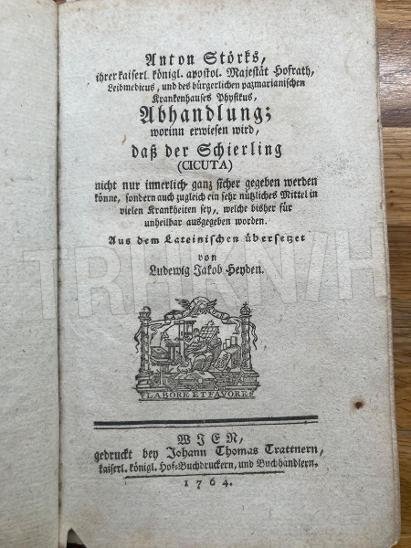 Anton Störks,
ihrer kaiserl. königl. apostol. Majestät Hofrath,
Leibmedicus, und des bürgerlichen pazmarianischen
Krankenhauses Physikus,
Abhandlung;
worinn erwiesen wird,
daß der Schierling
(CICUTA)
nicht nur innerlich ganz sicher gegeben werden
könne, sondern auch zugleich ein sehr nützliches Mittel in
vielen Krankheiten sey, welche bisher für
unheilbar ausgegeben worden.
Aus dem Lateinischen übersetzet
von
Ludewig Jakob Heyden.
LABORE ET FAVORE
WIEN,
gedruckt bey Johann Thomas Trattnern,
kaiserl. königl. Hof-Buchdruckern, und Buchhandlern.
1764.